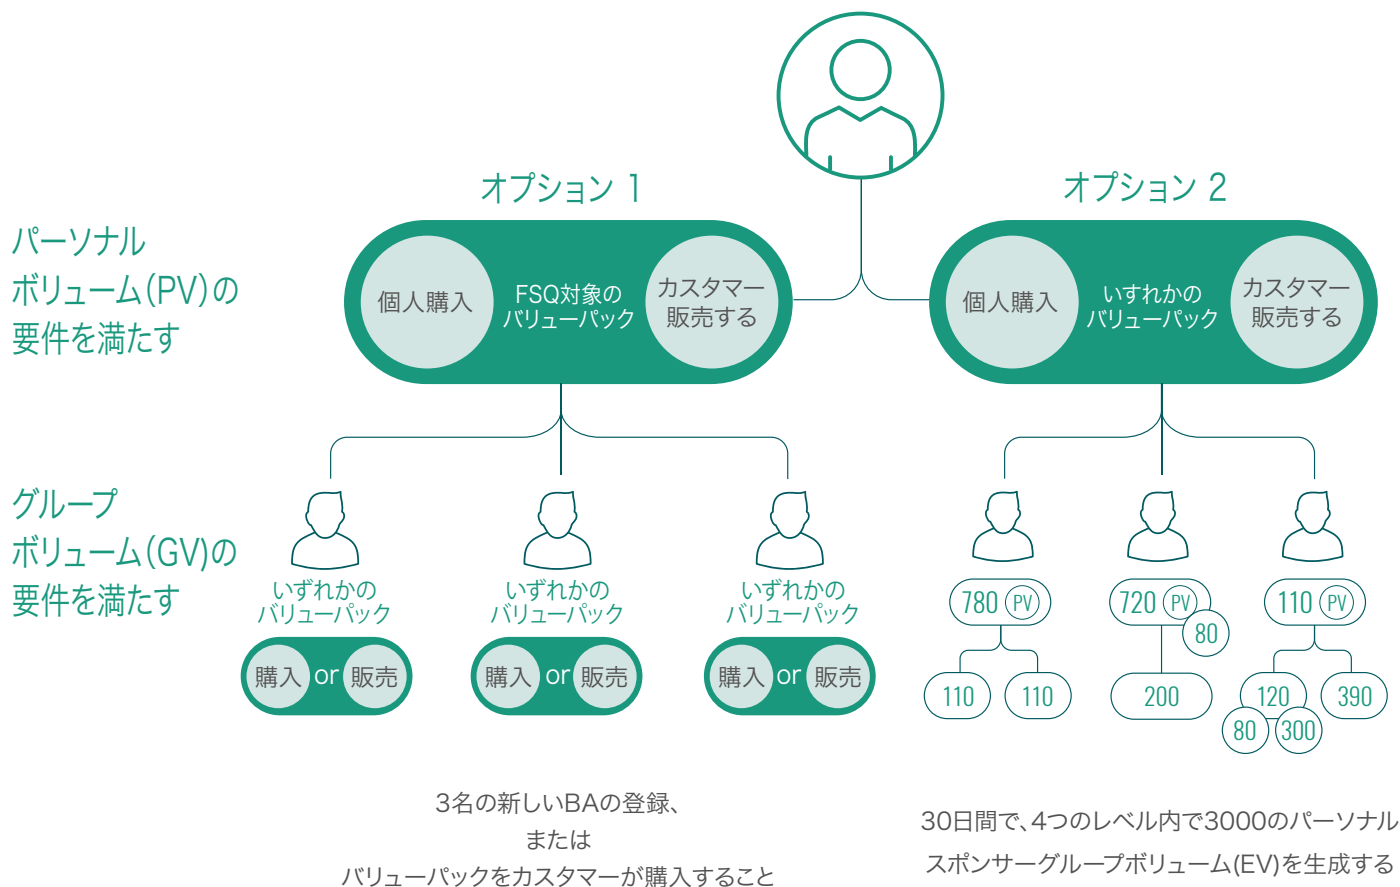 オプション 1
オプション 2
パーソナル
ボリューム(PV)の
要件を満たす
個人購入
FSQ対象の
バリューパック
カスタマー
販売する
個人購入
いすれかの
バリューパック
カスタマー
販売する
グループ
ボリューム(GV)の
要件を満たす
いずれかの
バリューパック
購入 or 販売
いずれかの
バリューパック
購入 or 販売
いずれかの
バリューパック
購入 or 販売
780 PV
110
110
720 PV
80
200
110 PV
120
80
300
390
3名の新しいBAの登録、
または
バリューパックをカスタマーが購入すること
30日間で、4つのレベル内で3000のパーソナル
スポンサーグループボリューム(EV)を生成する